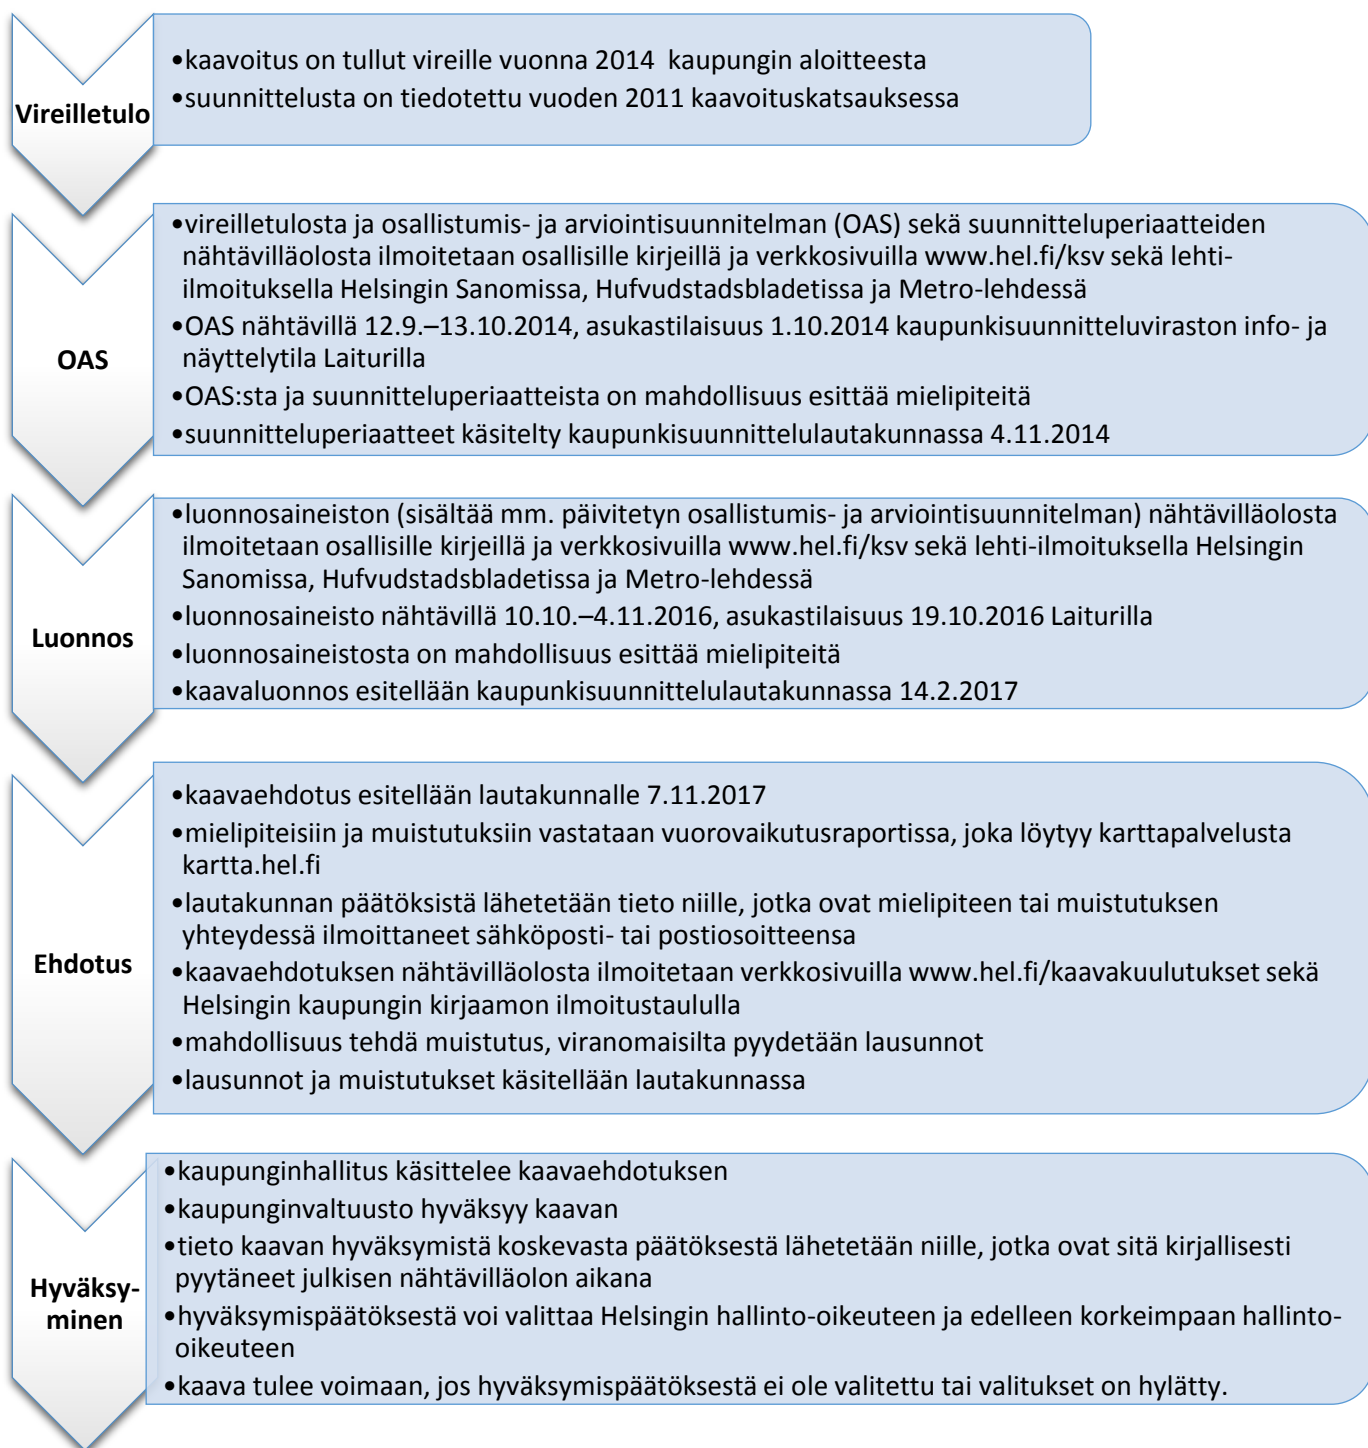 Vireilletulo
•kaavoitus on tullut vireille vuonna 2014 kaupungin aloitteesta
•suunnittelusta on tiedotettu vuoden 2011 kaavoituskatsauksessa
OAS
•vireilletulosta ja osallistumis- ja arviointisuunnitelman (OAS) sekä suunnitteluperiaatteiden
nähtävilläolosta ilmoitetaan osallisille kirjeillä ja verkkosivuilla www.hel.fi/ksv sekä lehti-
ilmoituksella Helsingin Sanomissa, Hufvudstadsbladetissa ja Metro-lehdessä
•OAS nähtävillä 12.9.–13.10.2014, asukastilaisuus 1.10.2014 kaupunkisuunnitteluviraston info- ja
näyttelytila Laiturilla
•OAS:sta ja suunnitteluperiaatteista on mahdollisuus esittää mielipiteitä
•suunnitteluperiaatteet käsitelty kaupunkisuunnittelulautakunnassa 4.11.2014
Luonnos
•luonnosaineiston (sisältää mm. päivitetyn osallistumis- ja arviointisuunnitelman) nähtävilläolosta
ilmoitetaan osallisille kirjeillä ja verkkosivuilla www.hel.fi/ksv sekä lehti-ilmoituksella Helsingin
Sanomissa, Hufvudstadsbladetissa ja Metro-lehdessä
•luonnosaineisto nähtävillä 10.10.–4.11.2016, asukastilaisuus 19.10.2016 Laiturilla
•luonnosaineistosta on mahdollisuus esittää mielipiteitä
•kaavaluonnos esitellään kaupunkisuunnittelulautakunnassa 14.2.2017
Ehdotus
•kaavaehdotus esitellään lautakunnalle 7.11.2017
•mielipiteisiin ja muistutuksiin vastataan vuorovaikutusraportissa, joka löytyy karttapalvelusta
kartta.hel.fi
•lautakunnan päätöksistä lähetetään tieto niille, jotka ovat mielipiteen tai muistutuksen
yhteydessä ilmoittaneet sähköposti- tai postiosoitteensa
•kaavaehdotuksen nähtävilläolosta ilmoitetaan verkkosivuilla www.hel.fi/kaavakuulutukset sekä
Helsingin kaupungin kirjaamon ilmoitustaululla
•mahdollisuus tehdä muistutus, viranomaisilta pyydetään lausunnot
•lausunnot ja muistutukset käsitellään lautakunnassa
Hyväksy-
minen
•kaupunginhallitus käsittelee kaavaehdotuksen
•kaupunginvaltuusto hyväksyy kaavan
•tieto kaavan hyväksymistä koskevasta päätöksestä lähetetään niille, jotka ovat sitä kirjallisesti
pyytäneet julkisen nähtävilläolon aikana
•hyväksymispäätöksestä voi valittaa Helsingin hallinto-oikeuteen ja edelleen korkeimpaan hallinto-
oikeuteen
•kaava tulee voimaan, jos hyväksymispäätöksestä ei ole valitettu tai valitukset on hylätty.